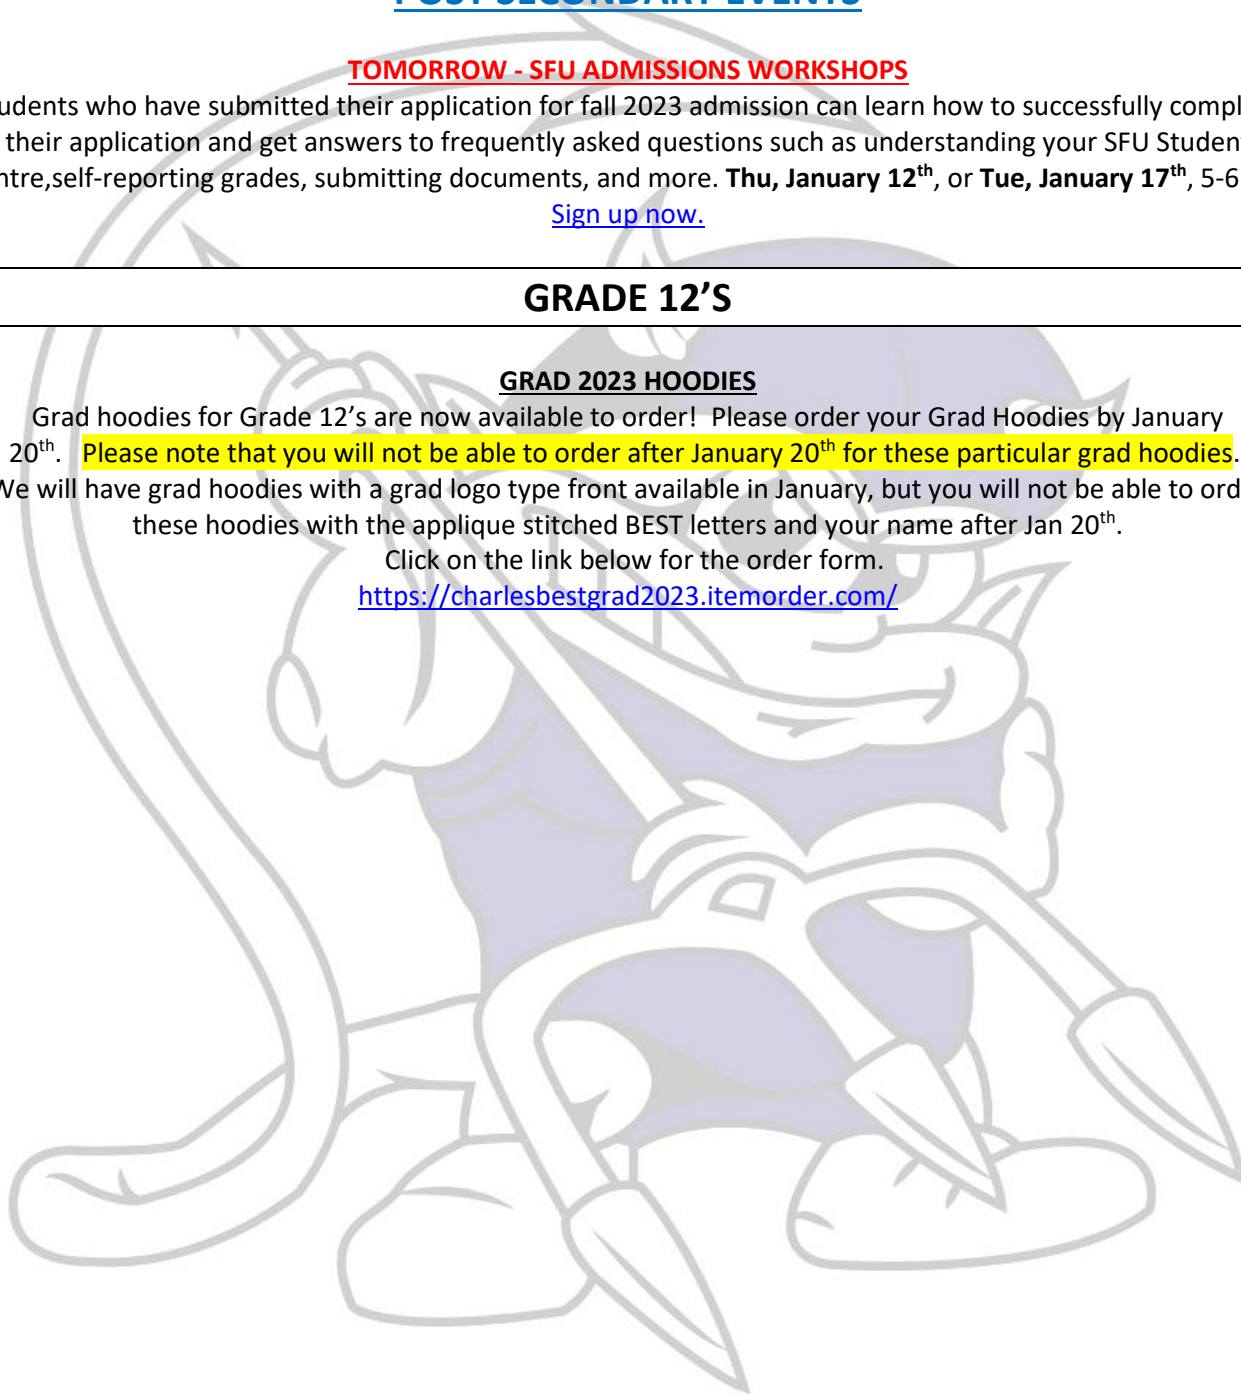 POST SECONDARY EVENTS
TOMORROW - SFU ADMISSIONS WORKSHOPS
udents who have submitted their application for fall 2023 admission can learn how to successfully compl
their application and get answers to frequently asked questions such as understanding your SFU Student
ntre,self-reporting grades, submitting documents, and more. Thu, January 12th, or Tue, January 17th, 5-6
Sign up now.
GRADE 12’S
GRAD 2023 HOODIES
Grad hoodies for Grade 12’s are now available to order! Please order your Grad Hoodies by January
20th. Please note that you will not be able to order after January 20th for these particular grad hoodies.
We will have grad hoodies with a grad logo type front available in January, but you will not be able to ord
these hoodies with the applique stitched BEST letters and your name after Jan 20th.
Click on the link below for the order form.
https://charlesbestgrad2023.itemorder.com/